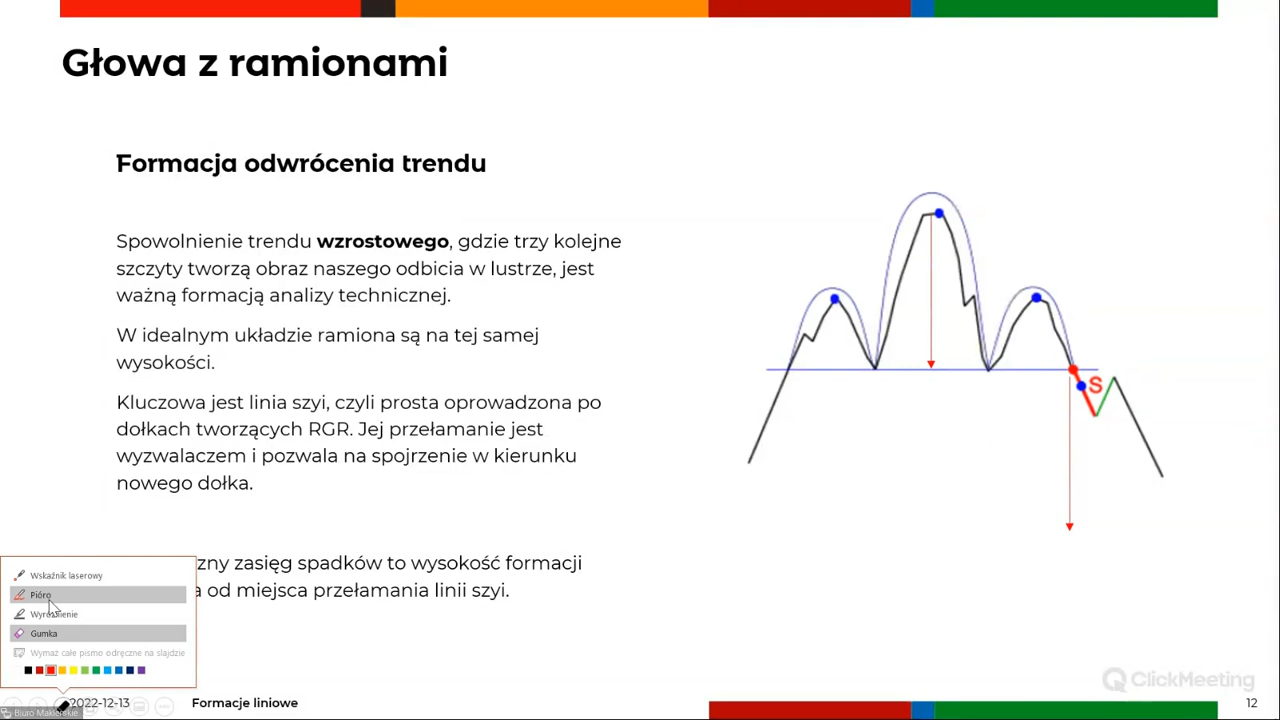 Głowa z ramionami
Formacja odwrócenia trendu
Spowolnienie trendu wzrostowego, gdzie trzy kolejne
szczyty tworzą obraz naszego odbicia w lustrze, jest
ważną formacją analizy technicznej.
W idealnym układzie ramiona są na tej samej
wysokości.
Kluczowa jest linia szyi, czyli prosta oprowadzona po
dołkach tworzących RGR. Jej przełamanie jest
wyzwalaczem i pozwala na spojrzenie w kierunku
nowego dołka.
zasięg spadków to wysokość formacji
od miejsca przełamania linii szyi.
S
Wskaźnik laserowy
Pióro
Wyróżnienie
Gumka
Wymaż całe pismo odręczne na slajdzie
2022-12-13
Formacje liniowe
ClickMeeting
12
Biuro Maklerskie